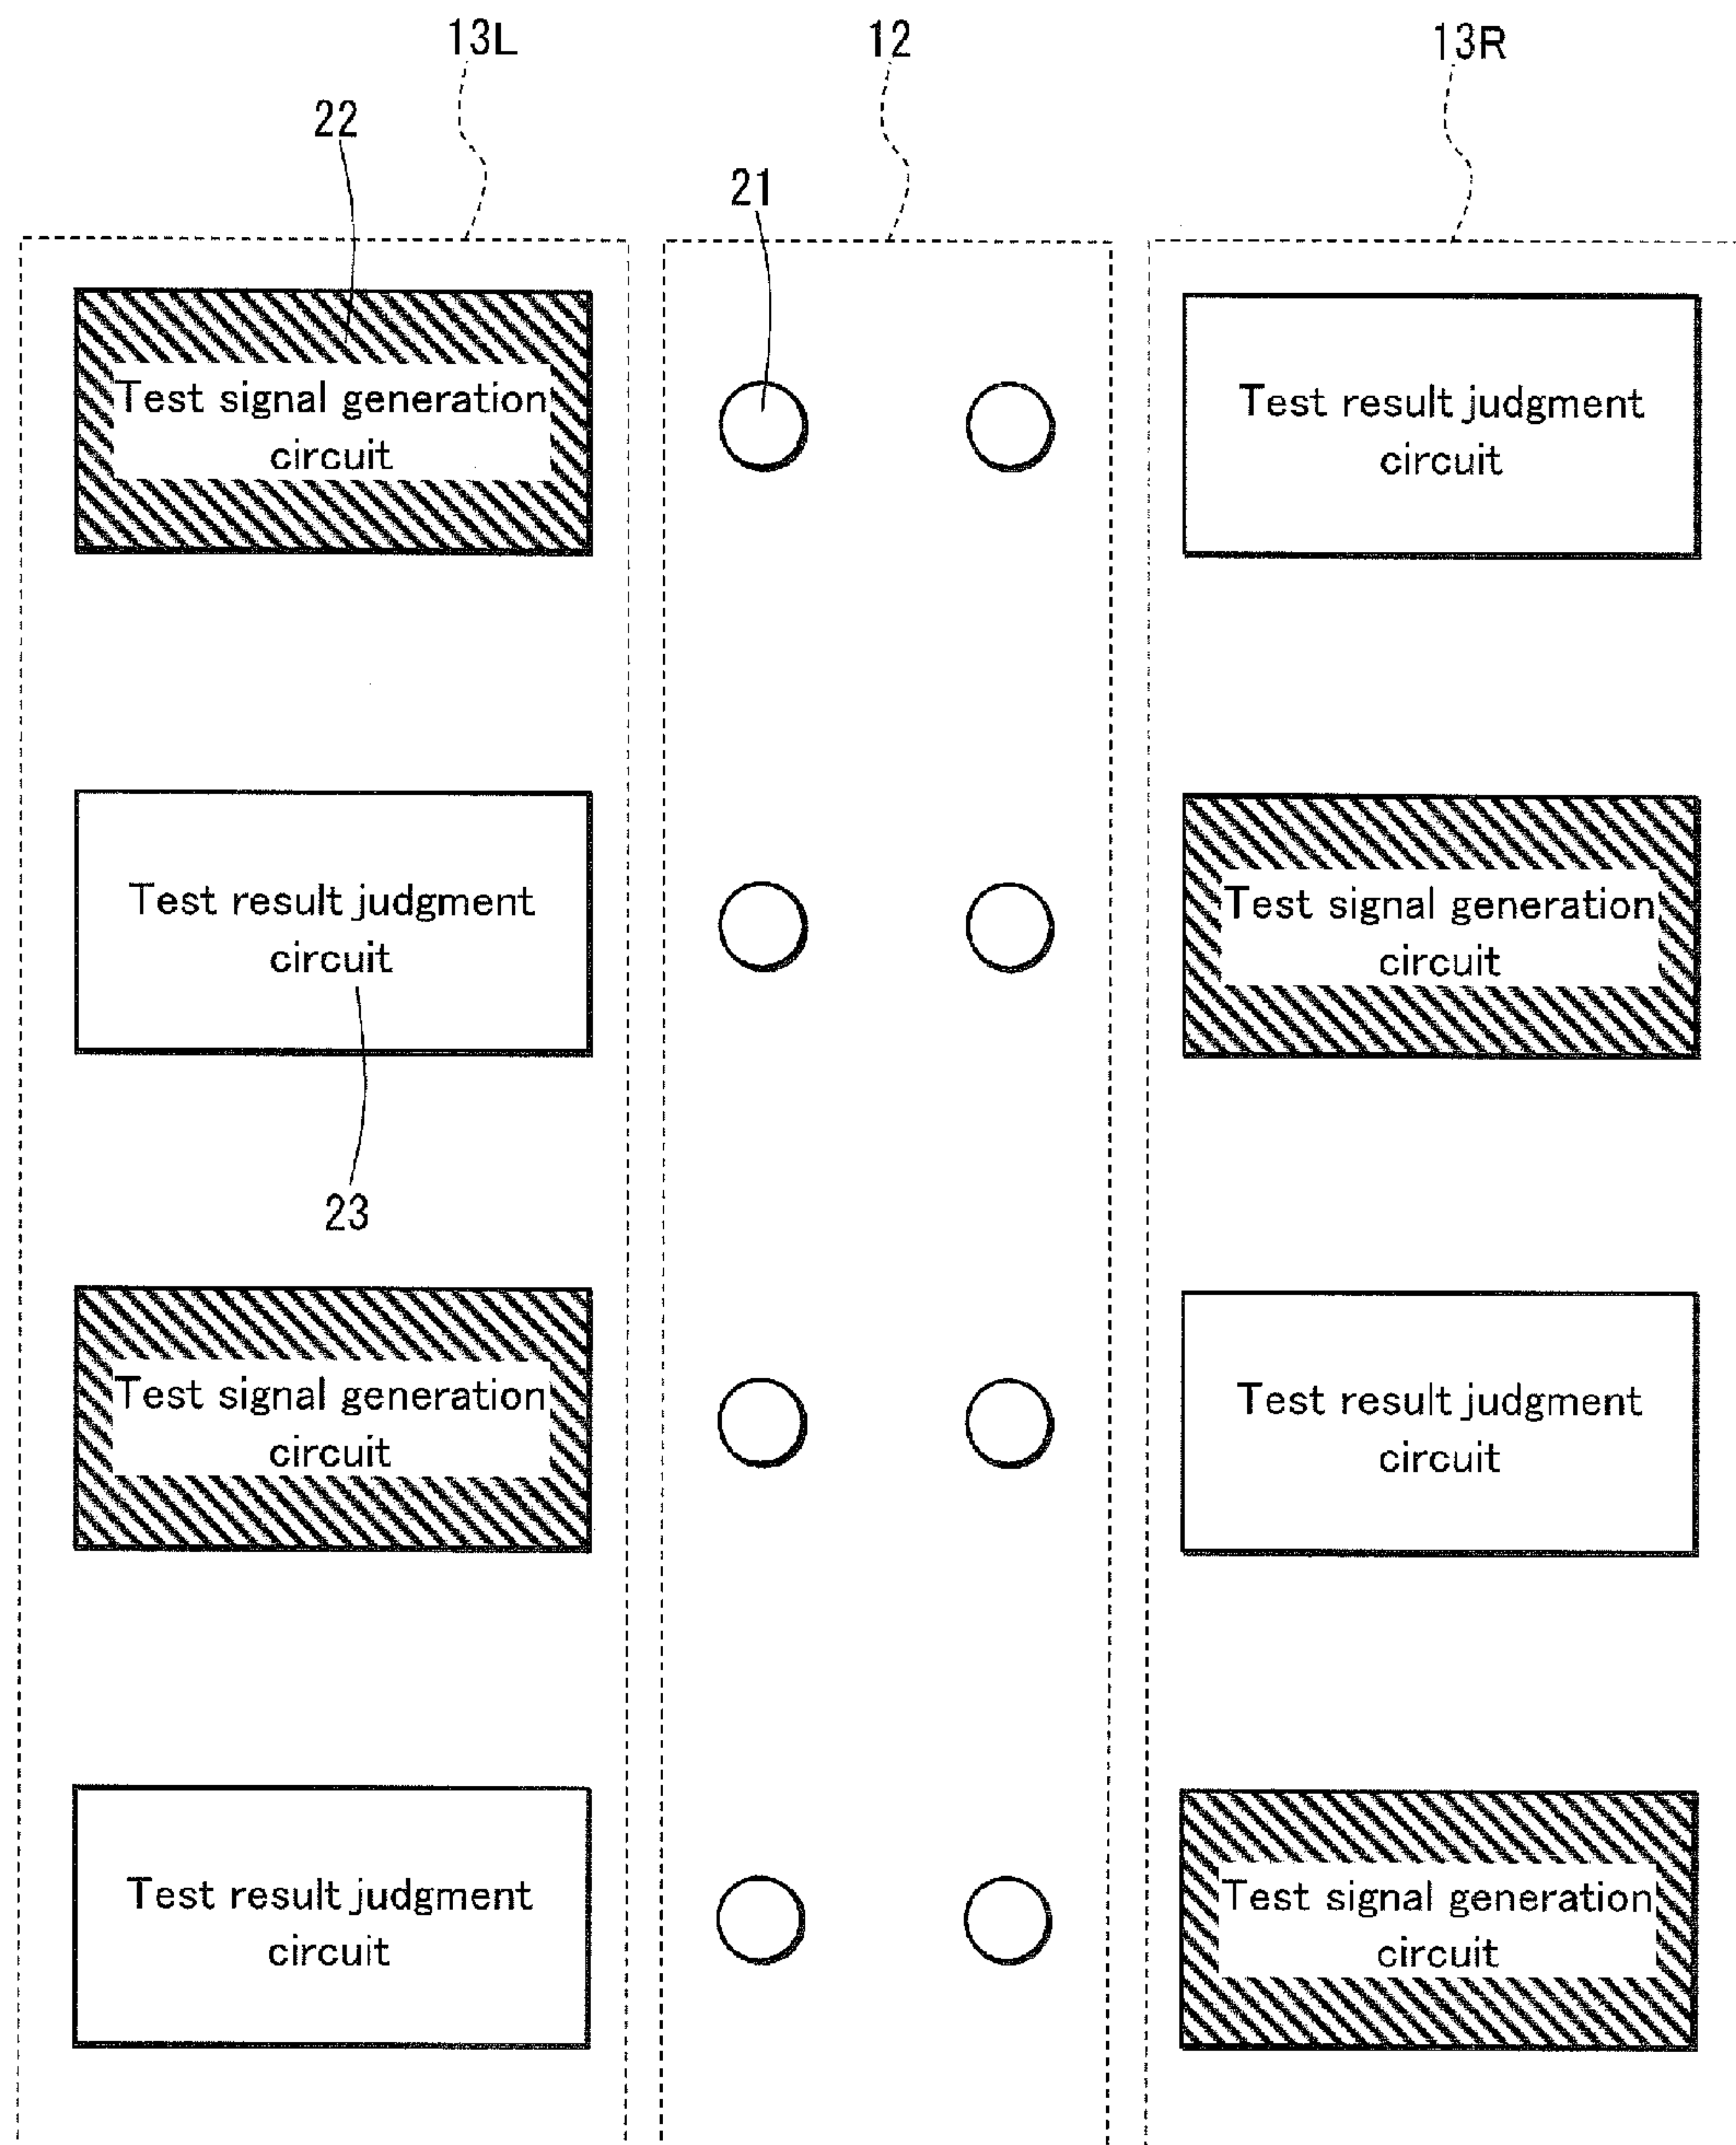 13L
12
13R
22
21
Test signal generation
circuit
Test result judgment
circuit
Test result judgment
circuit
Test signal generation
circuit
23
Test signal generation
circuit
Test result judgment
circuit
Test result judgment
circuit
Test signal generation
circuit